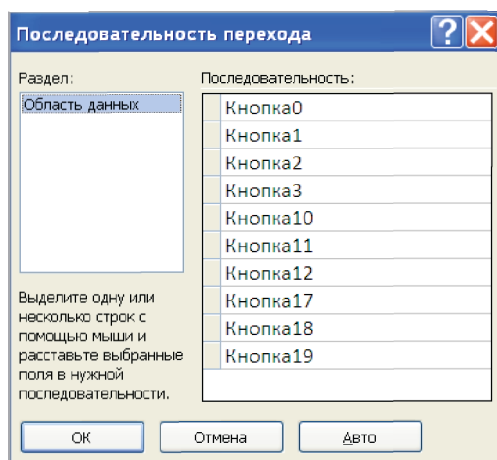 Последовательность перехода
Раздел:
Область данных
Выделите одну или
несколько строк с
помощью мыши и
расставьте выбранные
поля в нужной
последовательности.
Последовательность:
Кнопка0
Кнопка1
Кнопка2
Кнопка3
Кнопка10
Кнопка11
Кнопка12
Кнопка17
Кнопка18
Кнопка19
ОК
Отмена
Авто